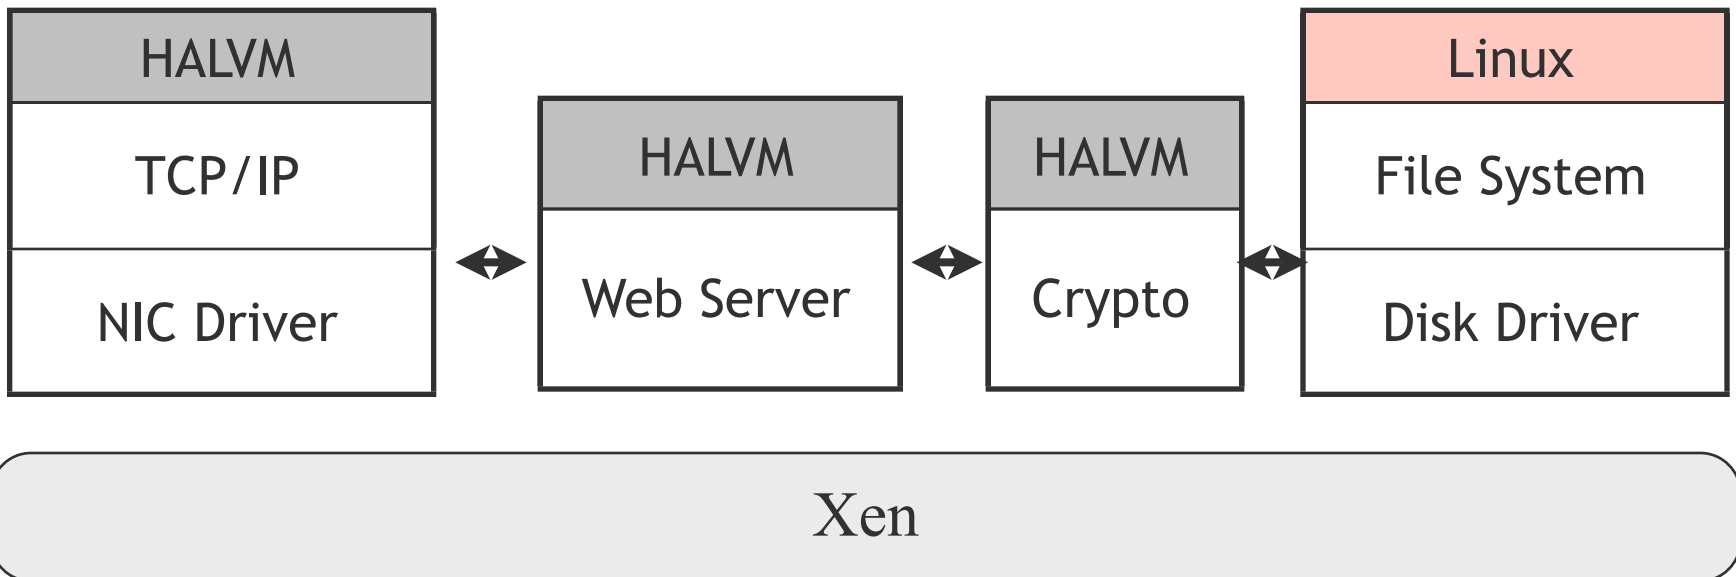 HALVM
TCP/IP
NIC Driver
HALVM
Web Server
HALVM
Crypto
Linux
File System
Disk Driver
Xen